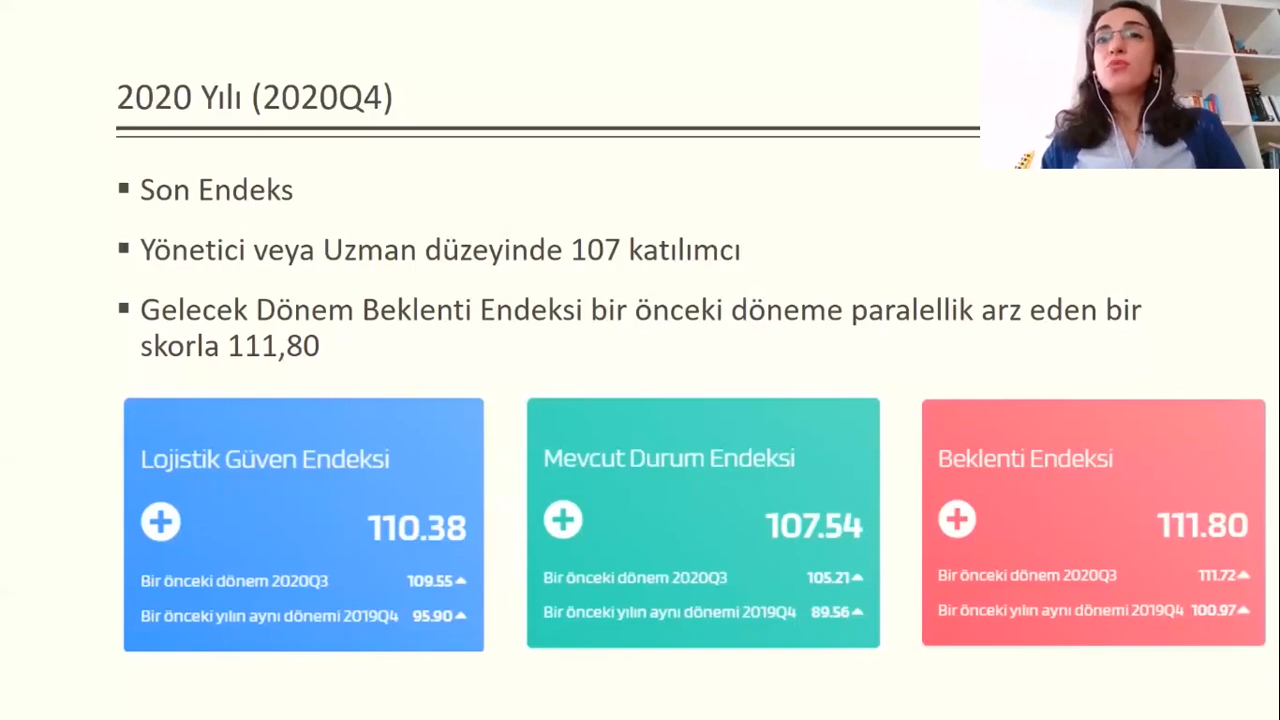 2020 Yılı (2020Q4)
Son Endeks
Yönetici veya Uzman düzeyinde 107 katılımcı
Gelecek Dönem Beklenti Endeksi bir önceki döneme paralellik arz eden bir
skorla 111,80
Lojistik Güven Endeksi
110.38
Bir önceki dönem 2020Q3 109.55
Bir önceki yılın aynı dönemi 2019Q4 95.90
Mevcut Durum Endeksi
107.54
Bir önceki dönem 2020Q3 105.21
Bir önceki yılın aynı dönemi 2019Q4 89.56
Beklenti Endeksi
111.80
Bir önceki dönem 2020Q3 111.72
Bir önceki yılın aynı dönemi 2019Q4 100.97